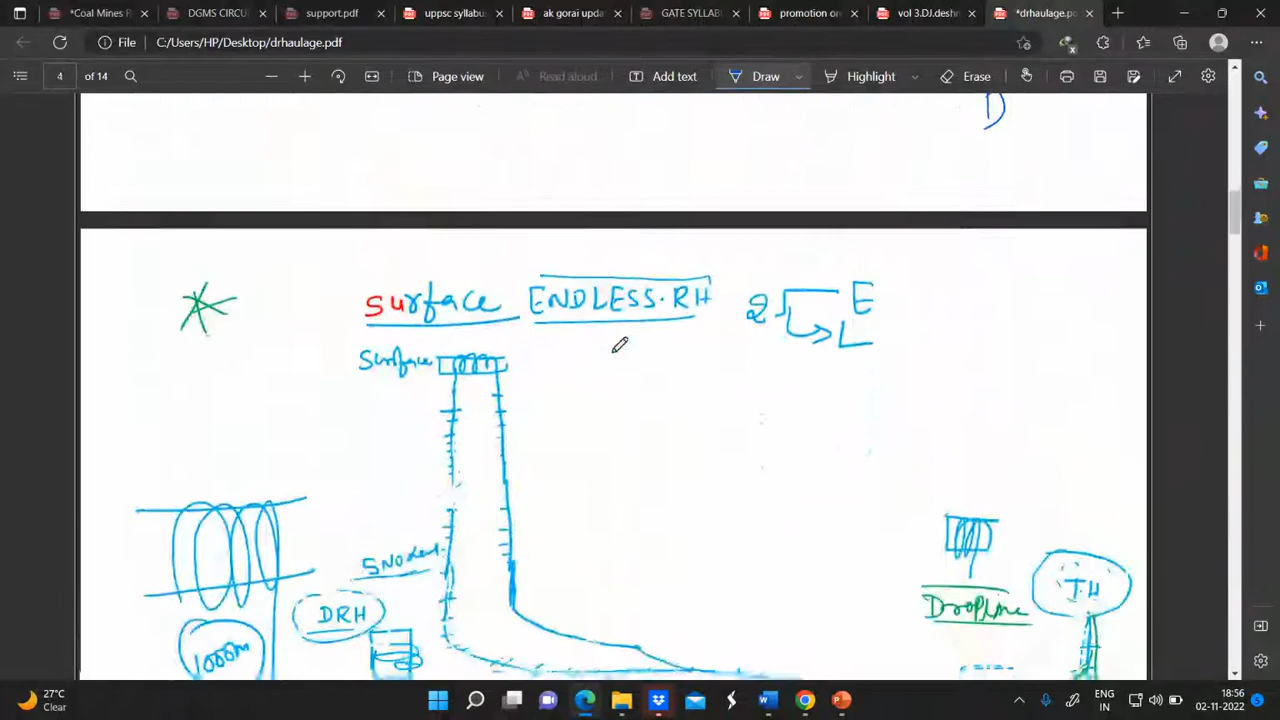 *Coal Mines R
DGMS CIRCU
support.pdf
uppsc syllabus
ak gorai upda
GATE SYLLAB
promotion on
vol 3.DJ.deshm
*drhaulage.pd
File C:/Users/HP/Desktop/drhaulage.pdf
4 of 14
Page view
Read aloud
Add text
Draw
Highlight
Erase
D
Surface ENDLESS.RH 2 E
L
Surface
DRH
1000m
Dropline
T.H
27°C
Clear
ENG
IN
18:56
02-11-2022